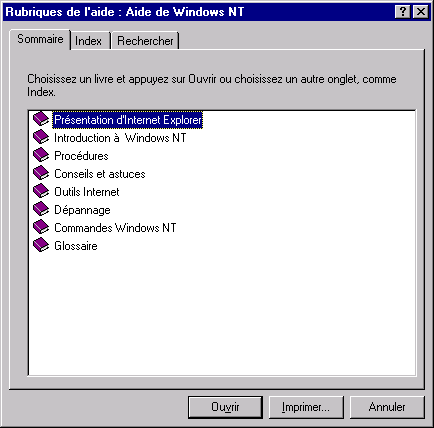 Rubriques de l'aide : Aide de Windows NT
Sommaire Index Rechercher
Choisissez un livre et appuyez sur Ouvrir ou choisissez un autre onglet, comme
Index.
Présentation d'Internet Explorer
Introduction à Windows NT
Procédures
Conseils et astuces
Outils Internet
Dépannage
Commandes Windows NT
Glossaire
Ouvrir Imprimer... Annuler